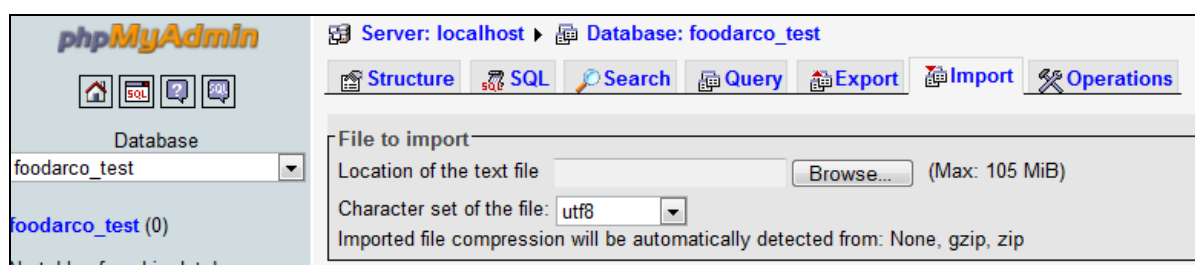 phpMyAdmin
SQL
SQL
Database
foodarco_test
foodarco_test (0)
Server: localhost ▸ Database: foodarco_test
Structure SQL Search Query Export Import Operations
File to import
Location of the text file Browse... (Max: 105 MiB)
Character set of the file: utf8
Imported file compression will be automatically detected from: None, gzip, zip